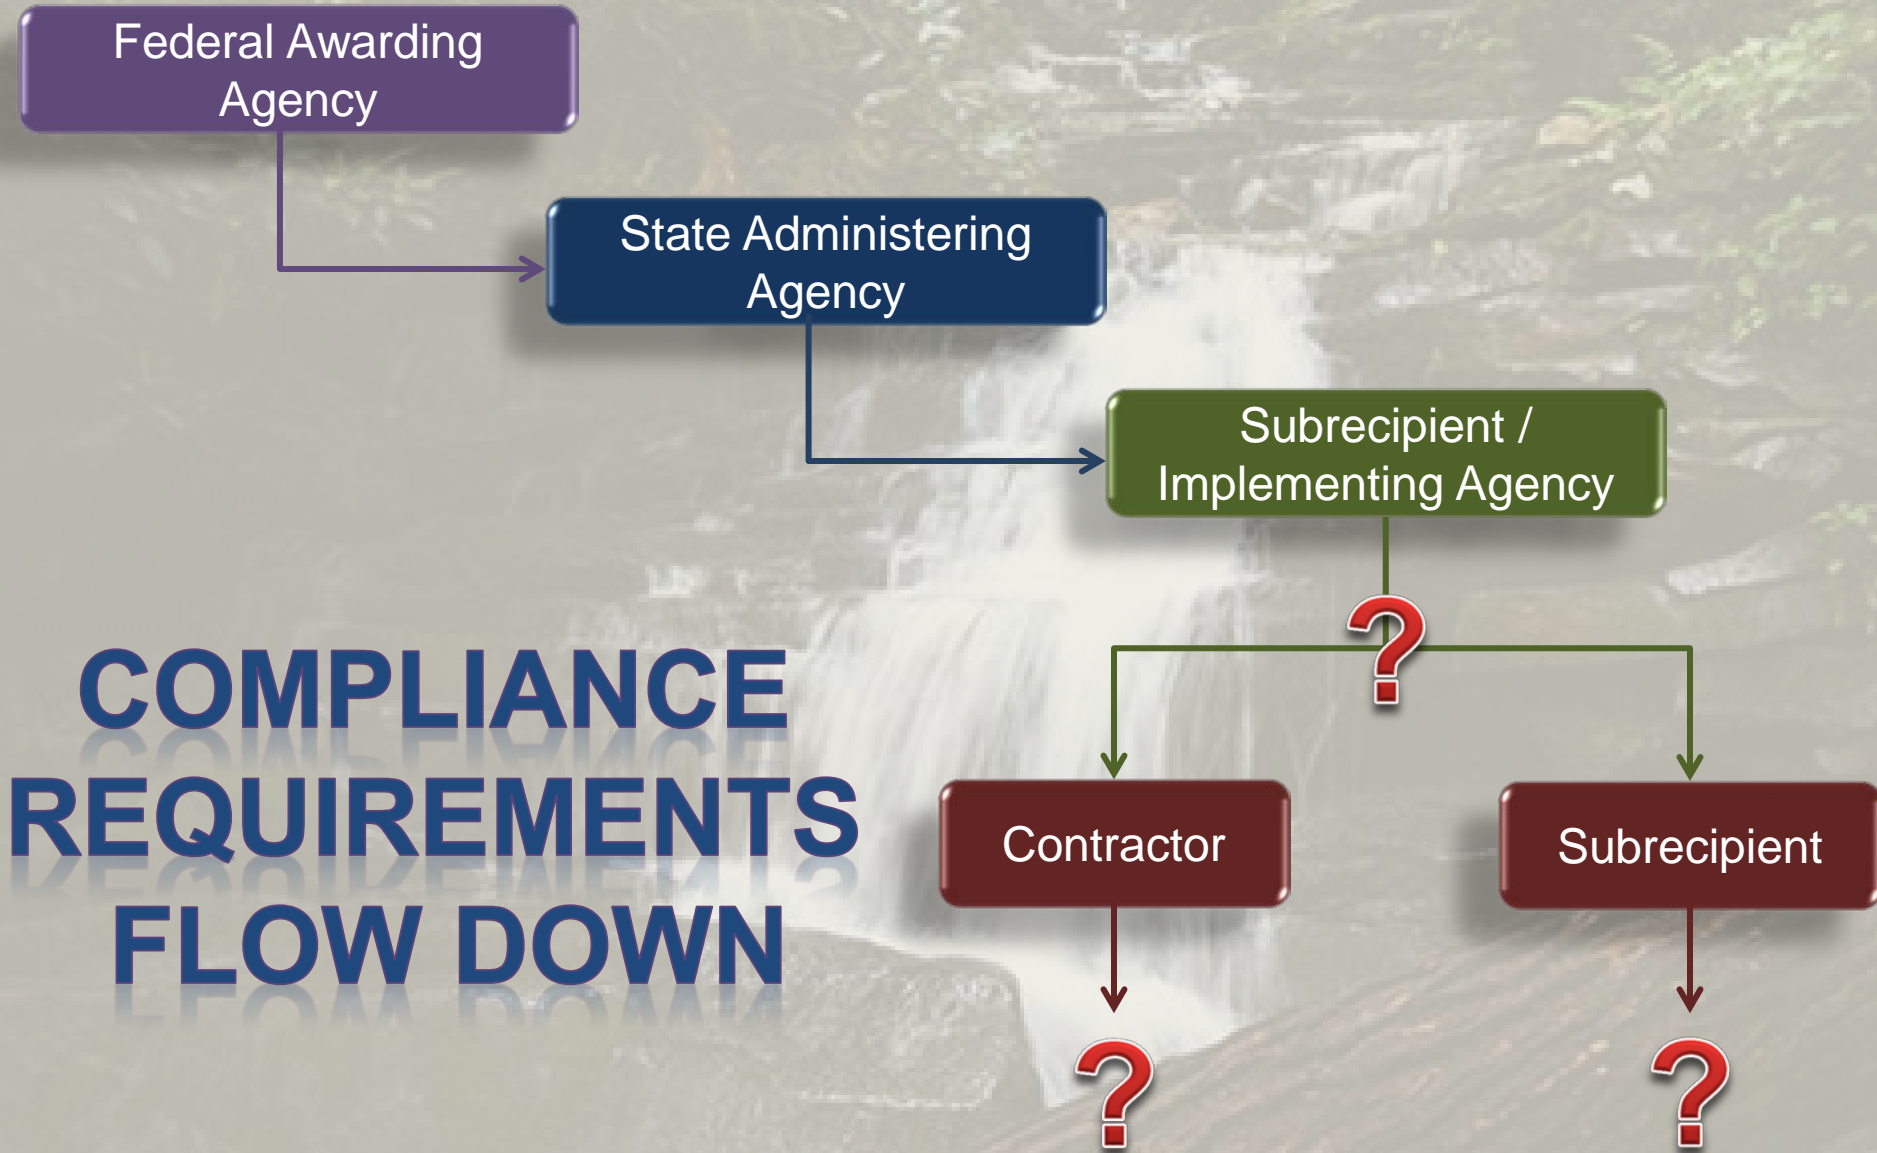 Federal Awarding
Agency
State Administering
Agency
Subrecipient /
Implementing Agency
?
COMPLIANCE
REQUIREMENTS
FLOW DOWN
Contractor
Subrecipient
?
?